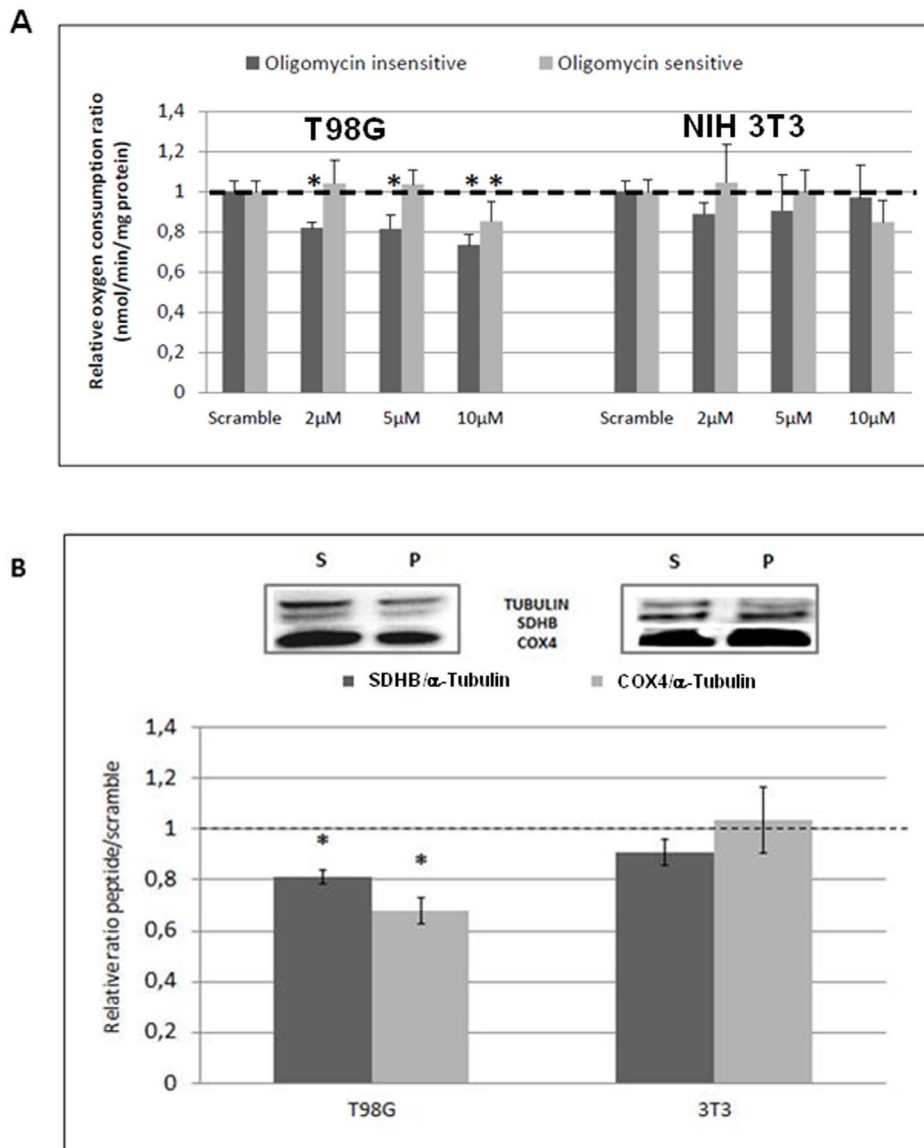 A
Oligomycin insensitive Oligomycin sensitive
Relative oxygen consumption ratio
(nmol/min/mg protein)
1,4
1,2
1
0,8
0,6
0,4
0,2
0
T98G NIH 3T3
* * * *
Scramble 2µM 5µM 10µM Scramble 2µM 5µM 10µM
B
S P S P
TUBULIN
SDHB
COX4
SDHB/α-Tubulin COX4/α-Tubulin
Relative ratio peptide/scramble
1,4
1,2
1
0,8
0,6
0,4
0,2
0
* *
T98G 3T3